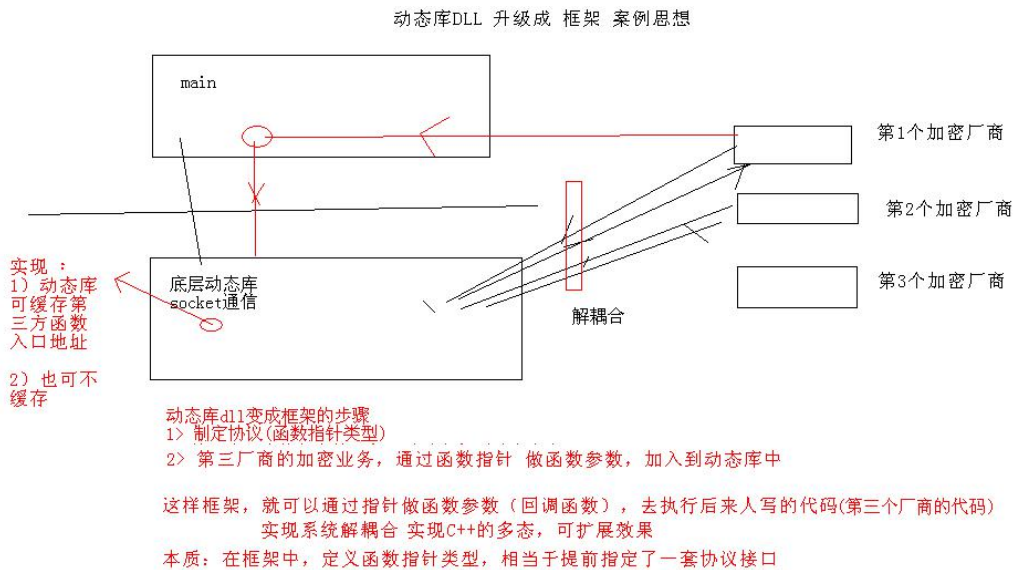 动态库DLL 升级成 框架 案例思想
main
第1个加密厂商
第2个加密厂商
第3个加密厂商
底层动态库
socket通信
解耦合
实现 :
1) 动态库
可缓存第
三方函数
入口地址
2) 也可不
缓存
动态库dll变成框架的步骤
1> 制定协议(函数指针类型)
2> 第三厂商的加密业务，通过函数指针 做函数参数，加入到动态库中
这样框架，就可以通过指针做函数参数（回调函数），去执行后来人写的代码(第三个厂商的代码)
实现系统解耦合 实现C++的多态，可扩展效果
本质：在框架中，定义函数指针类型，相当于提前指定了一套协议接口